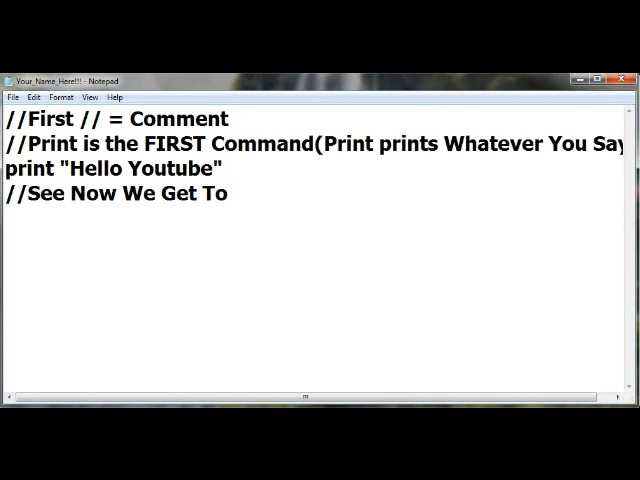 Your_Name_Here!!! - Notepad
File Edit Format View Help
//First // = Comment
//Print is the FIRST Command(Print prints Whatever You Say
print "Hello Youtube"
//See Now We Get To